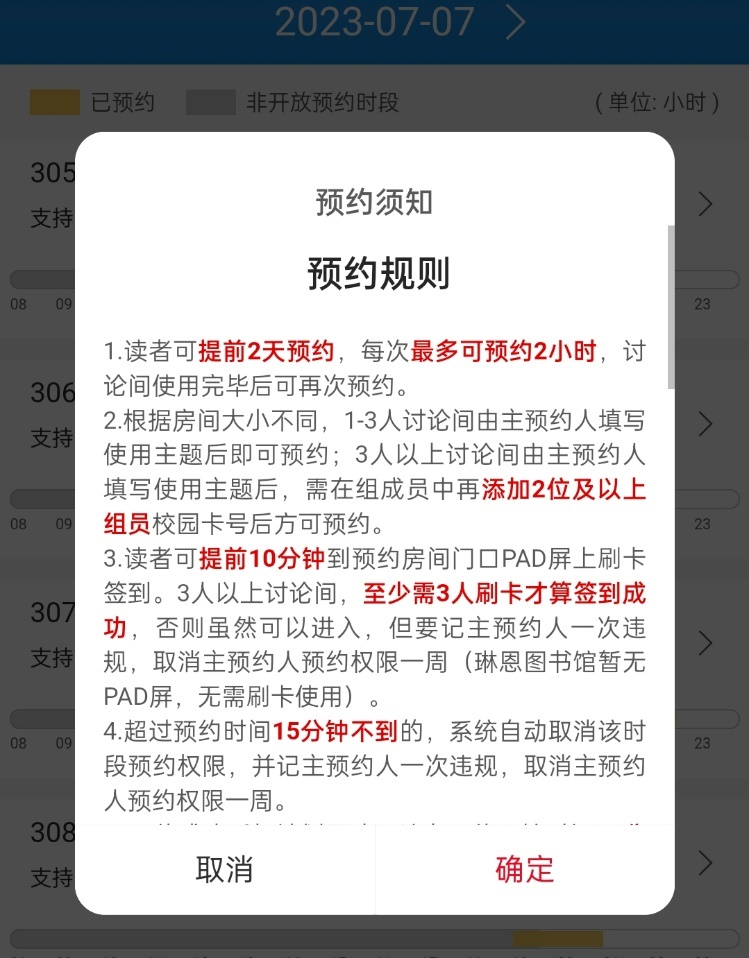 2023-07-07
已预约
非开放预约时段
(单位: 小时)
305
支持
08 09
23
306
支持
08 09
23
307
支持
08 09
23
308
支持
预约须知
预约规则
1.读者可提前2天预约，每次最多可预约2小时，讨
论间使用完毕后可再次预约。
2.根据房间大小不同，1-3人讨论间由主预约人填写
使用主题后即可预约；3人以上讨论间由主预约人
填写使用主题后，需在组成员中再添加2位及以上
组员校园卡号后方可预约。
3.读者可提前10分钟到预约房间门口PAD屏上刷卡
签到。3人以上讨论间，至少需3人刷卡才算签到成
功，否则虽然可以进入，但要记主预约人一次违
规，取消主预约人预约权限一周（琳恩图书馆暂无
PAD屏，无需刷卡使用）。
4.超过预约时间15分钟不到的，系统自动取消该时
段预约权限，并记主预约人一次违规，取消主预约
人预约权限一周。
取消
确定